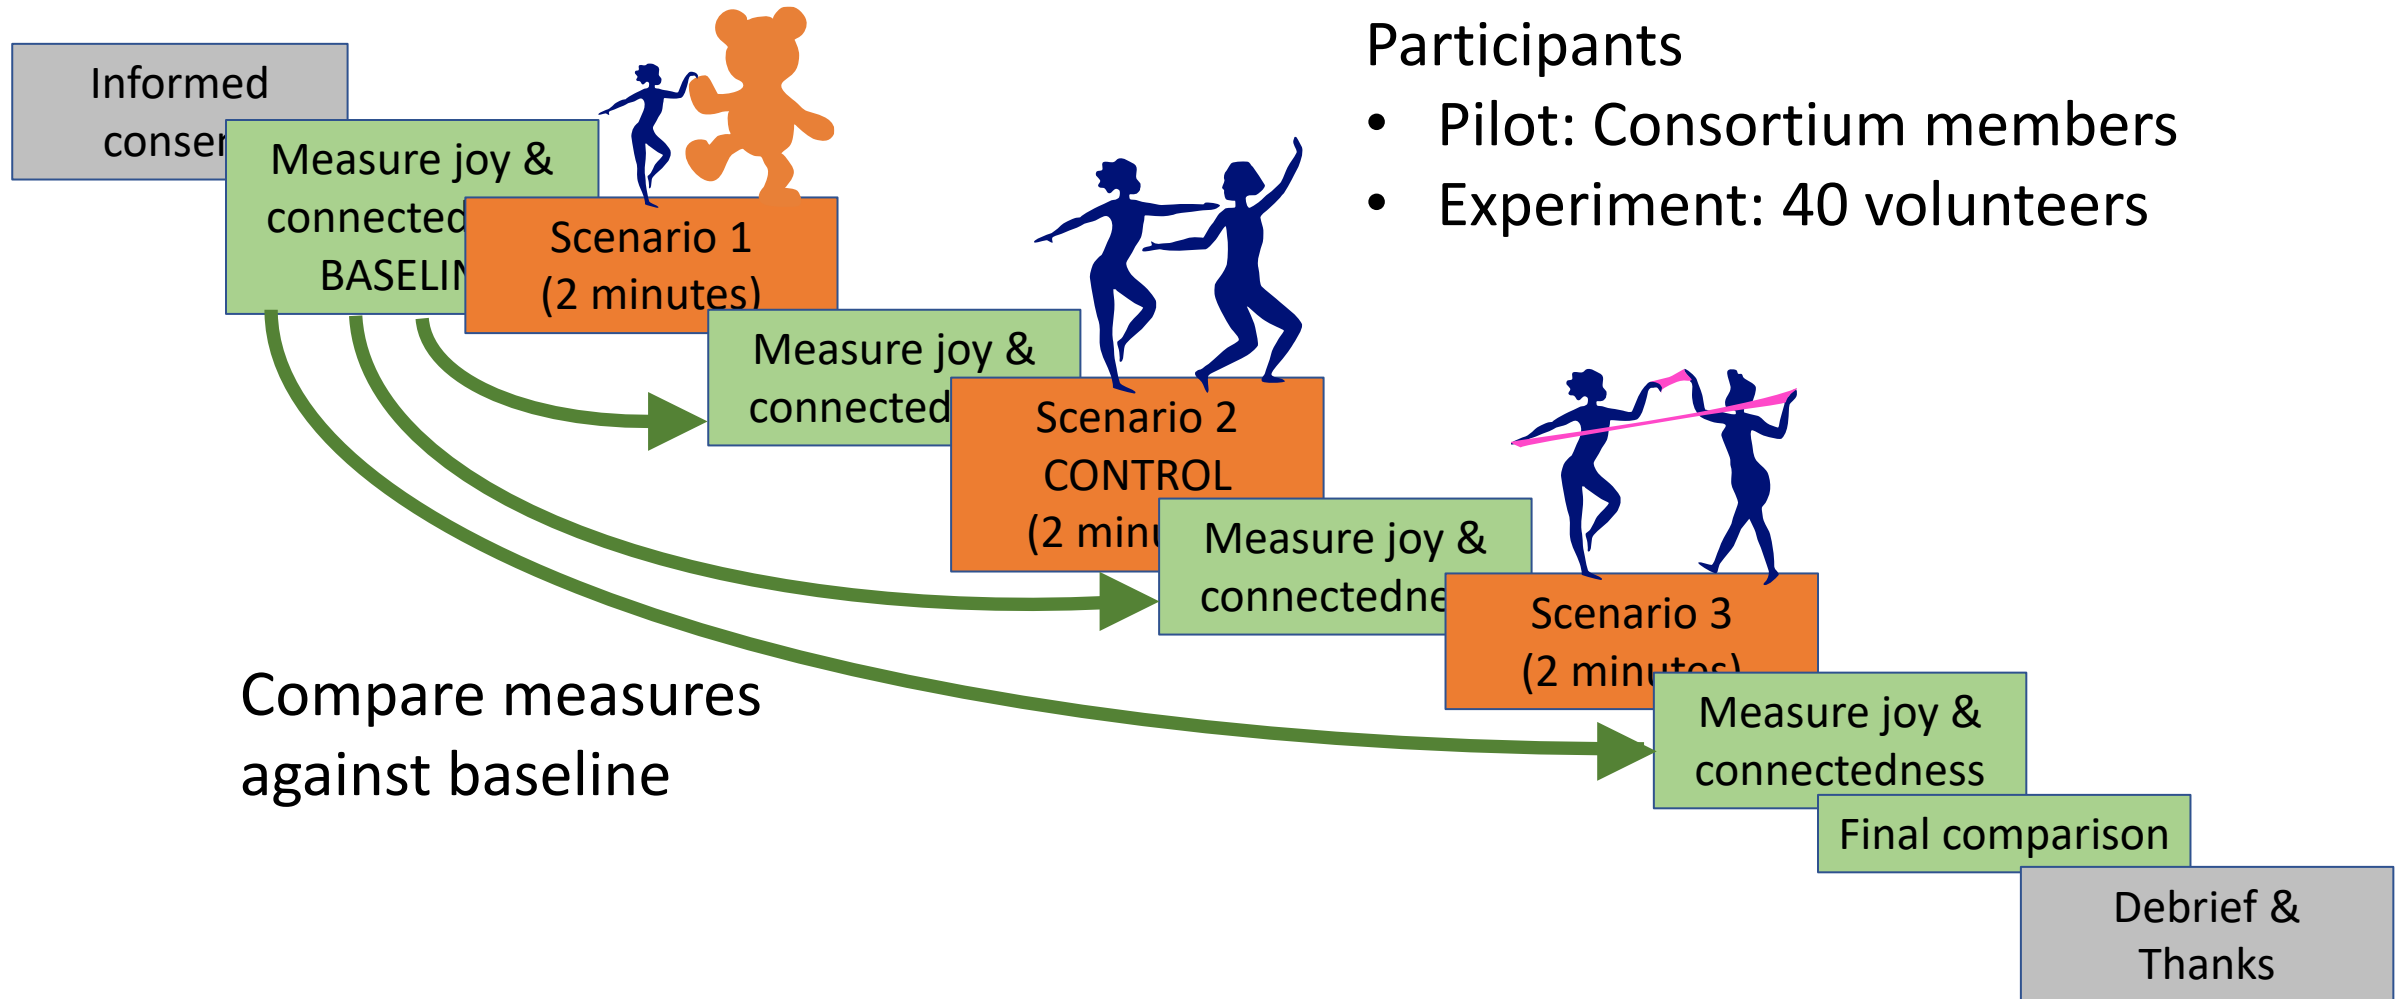 Informed
consen
Measure joy &
connected
BASELIN
Scenario 1
(2 minutes)
Measure joy &
connected
Scenario 2
CONTROL
(2 minu
Measure joy &
connectedne
Scenario 3
(2 minutes)
Measure joy &
connectedness
Final comparison
Debrief &
Thanks
Participants
• Pilot: Consortium members
• Experiment: 40 volunteers
Compare measures
against baseline